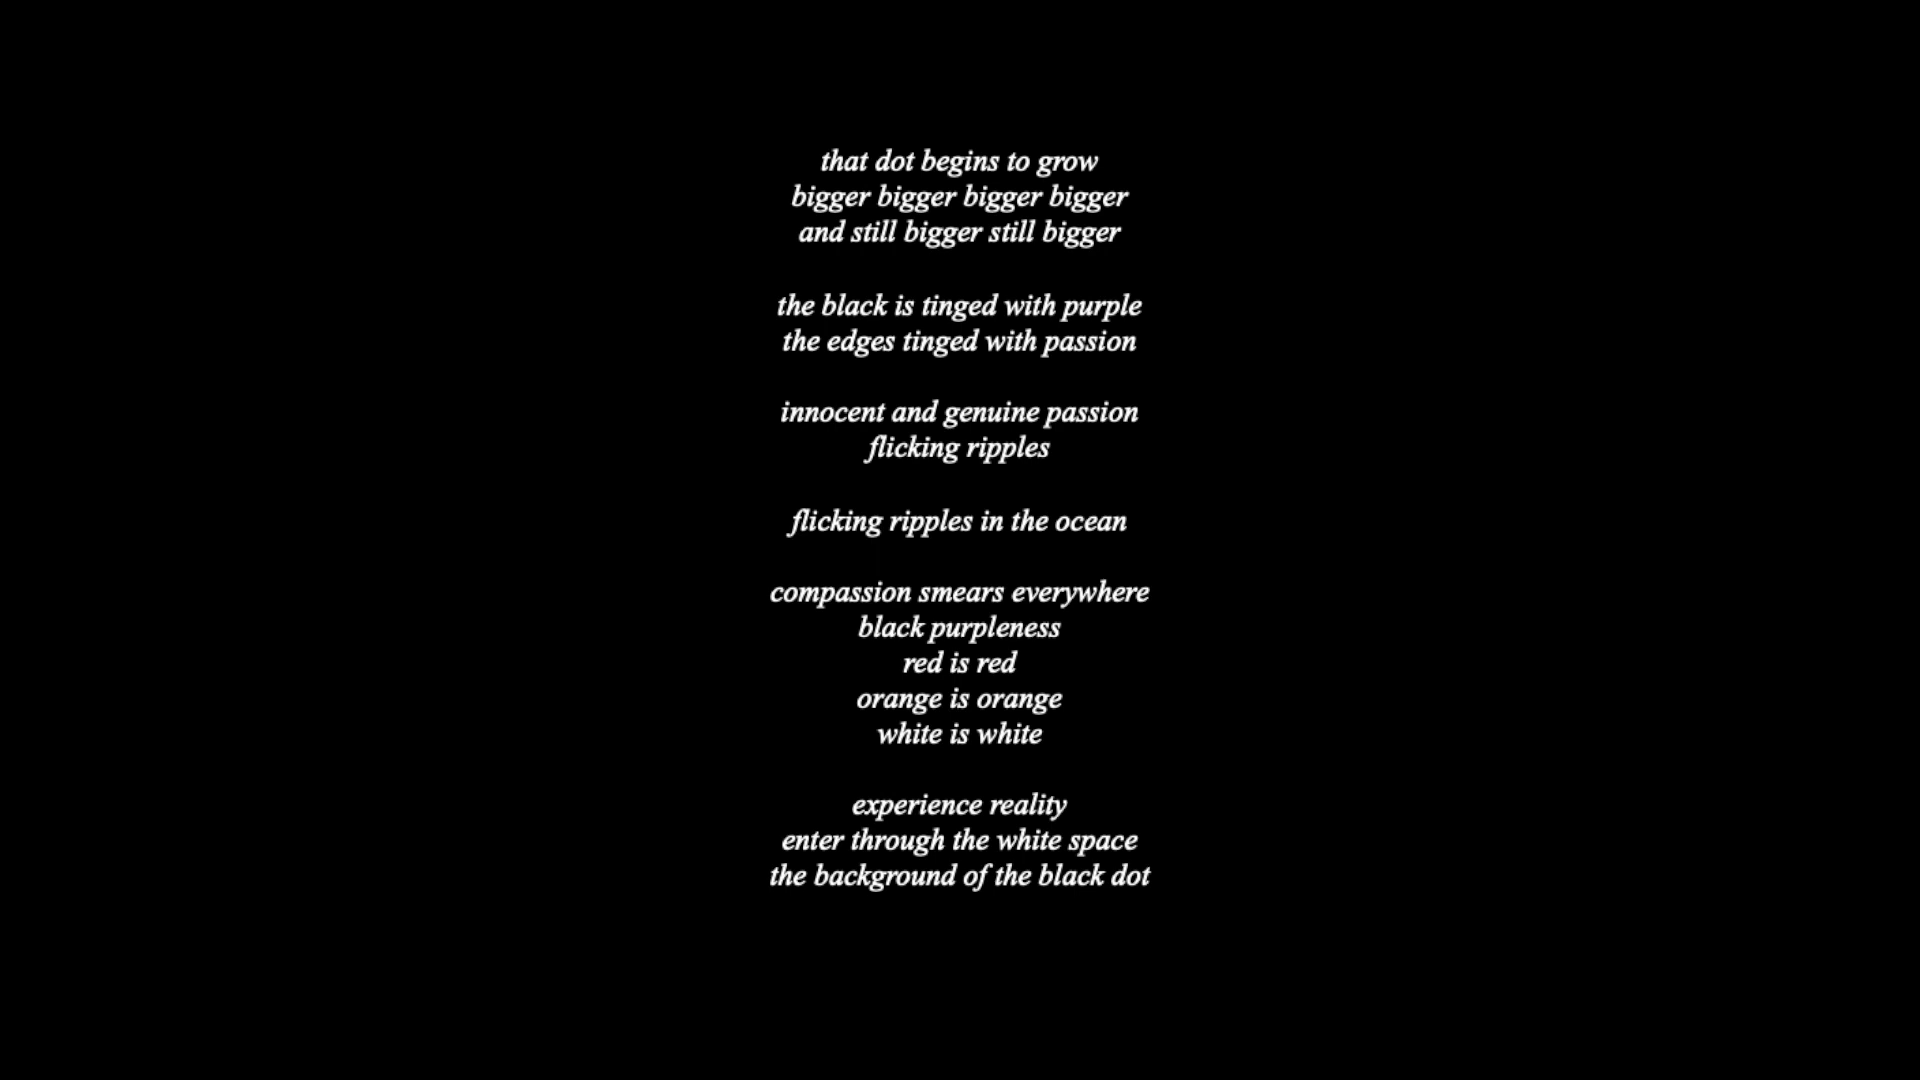 that dot begins to grow
bigger bigger bigger bigger
and still bigger still bigger
the black is tinged with purple
the edges tinged with passion
innocent and genuine passion
flicking ripples
flicking ripples in the ocean
compassion smears everywhere
black purpleness
red is red
orange is orange
white is white
experience reality
enter through the white space
the background of the black dot